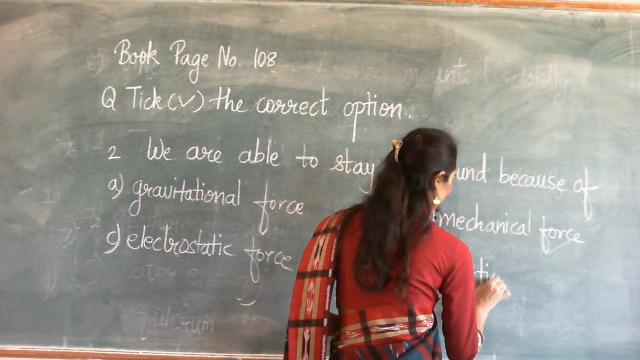 Book Page No. 108
Q Tick (✓) the correct option.
2 We are able to stay und because of
a) gravitational force mechanical force
c) electrostatic force ti